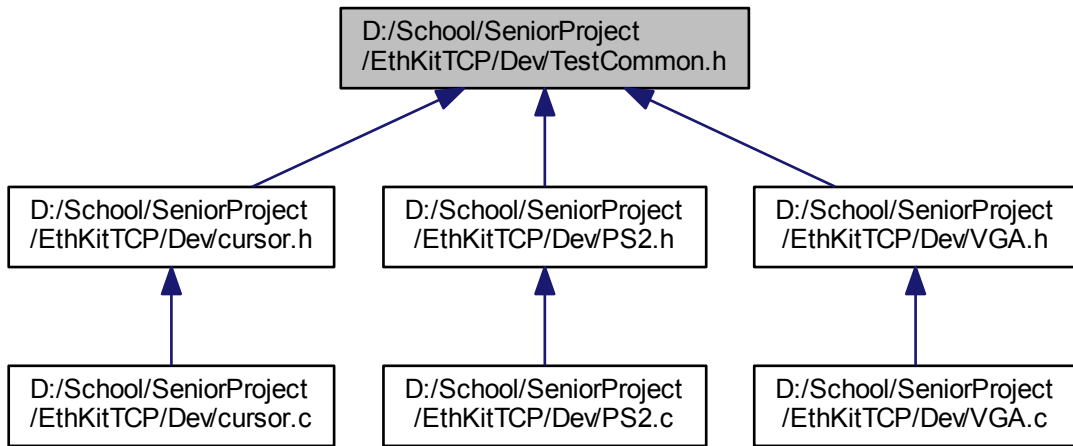 D:/School/SeniorProject
/EthKitTCP/Dev/TestCommon.h
D:/School/SeniorProject
/EthKitTCP/Dev/cursor.h
D:/School/SeniorProject
/EthKitTCP/Dev/PS2.h
D:/School/SeniorProject
/EthKitTCP/Dev/VGA.h
D:/School/SeniorProject
/EthKitTCP/Dev/cursor.c
D:/School/SeniorProject
/EthKitTCP/Dev/PS2.c
D:/School/SeniorProject
/EthKitTCP/Dev/VGA.c